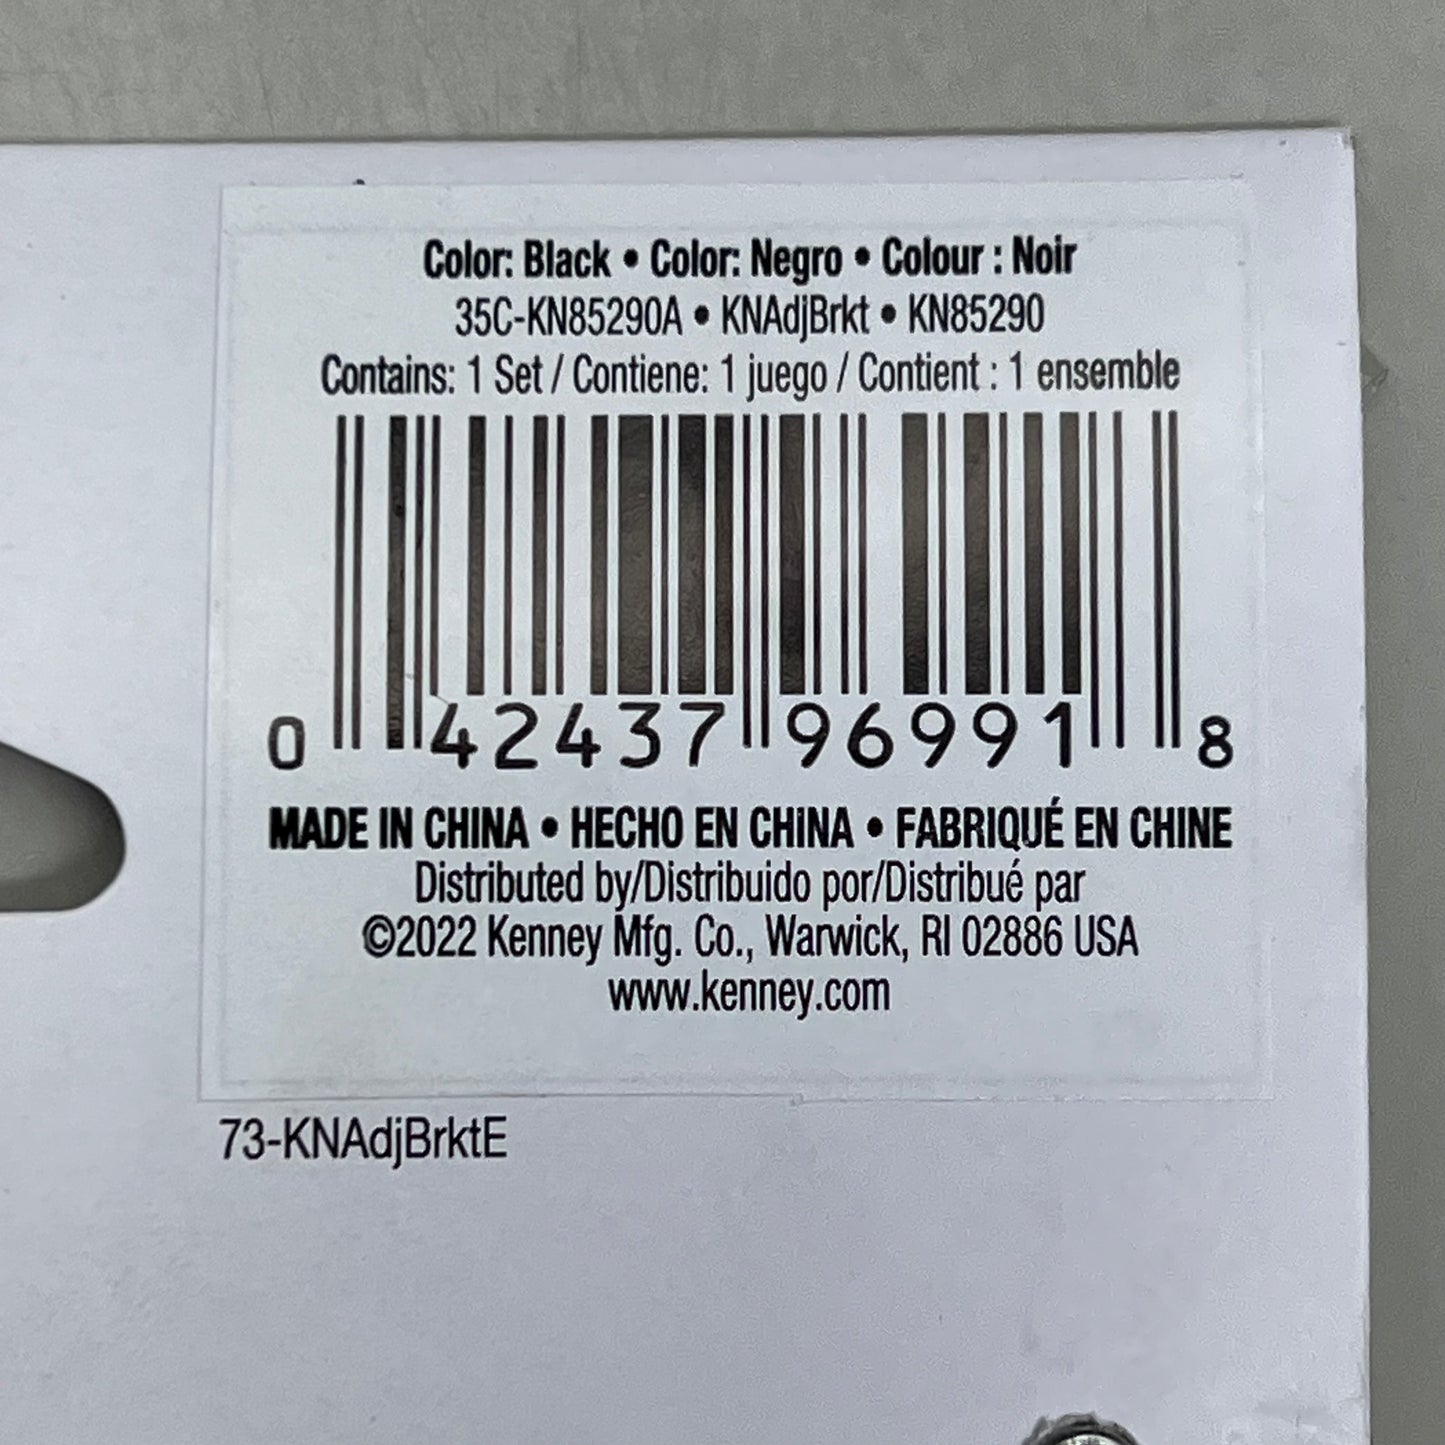 Color: Black • Color: Negro • Colour : Noir
35C-KN85290A • KNAdjBrkt • KN85290
Contains: 1 Set / Contiene: 1 juego / Contient : 1 ensemble
0 42437 96991 8
MADE IN CHINA • HECHO EN CHINA • FABRIQUÉ EN CHINE
Distributed by/Distribuido por/Distribué par
©2022 Kenney Mfg. Co., Warwick, RI 02886 USA
www.kenney.com
73-KNAdjBrktE